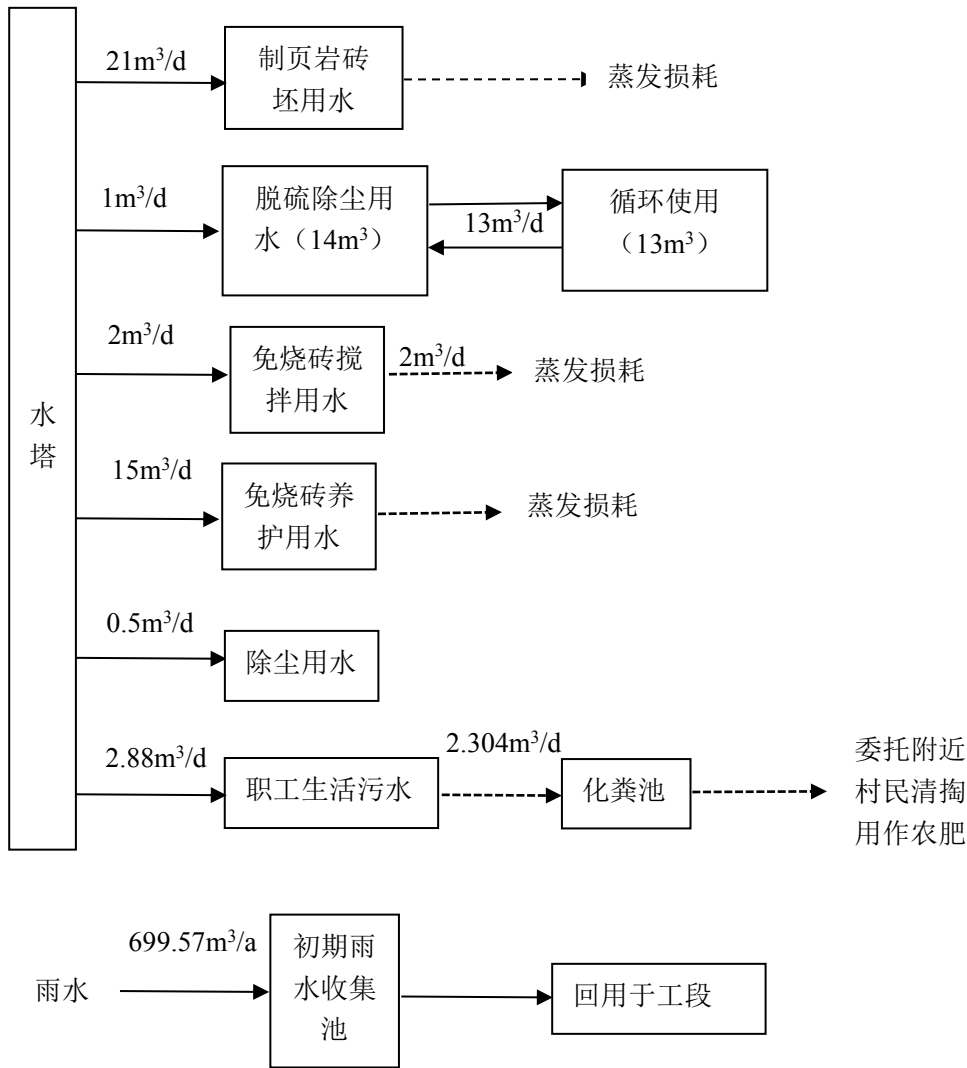 21m³/d
制页岩砖
坯用水
蒸发损耗
1m³/d
脱硫除尘用
水（14m³）
13m³/d
循环使用
（13m³）
2m³/d
免烧砖搅
拌用水
2m³/d
蒸发损耗
水
塔
15m³/d
免烧砖养
护用水
蒸发损耗
0.5m³/d
除尘用水
2.88m³/d
职工生活污水
2.304m³/d
化粪池
委托附近
村民清掏
用作农肥
雨水
699.57m³/a
初期雨
水收集
池
回用于工段